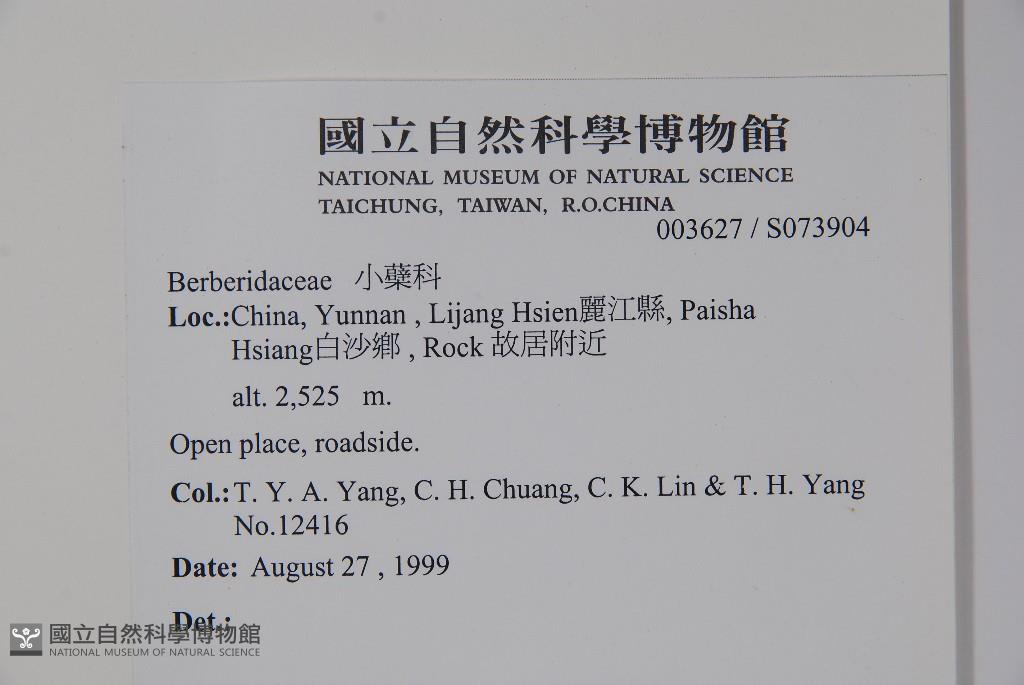 國立自然科學博物館
NATIONAL MUSEUM OF NATURAL SCIENCE
TAICHUNG, TAIWAN, R.O.CHINA
003627 / S073904
Berberidaceae 小蘗科
Loc.:China, Yunnan , Lijang Hsien麗江縣, Paisha
Hsiang白沙鄉 , Rock 故居附近
alt. 2,525 m.
Open place, roadside.
Col.: T. Y. A. Yang, C. H. Chuang, C. K. Lin & T. H. Yang
No.12416
Date: August 27 , 1999
Det.:
國立自然科學博物館
NATIONAL MUSEUM OF NATURAL SCIENCE